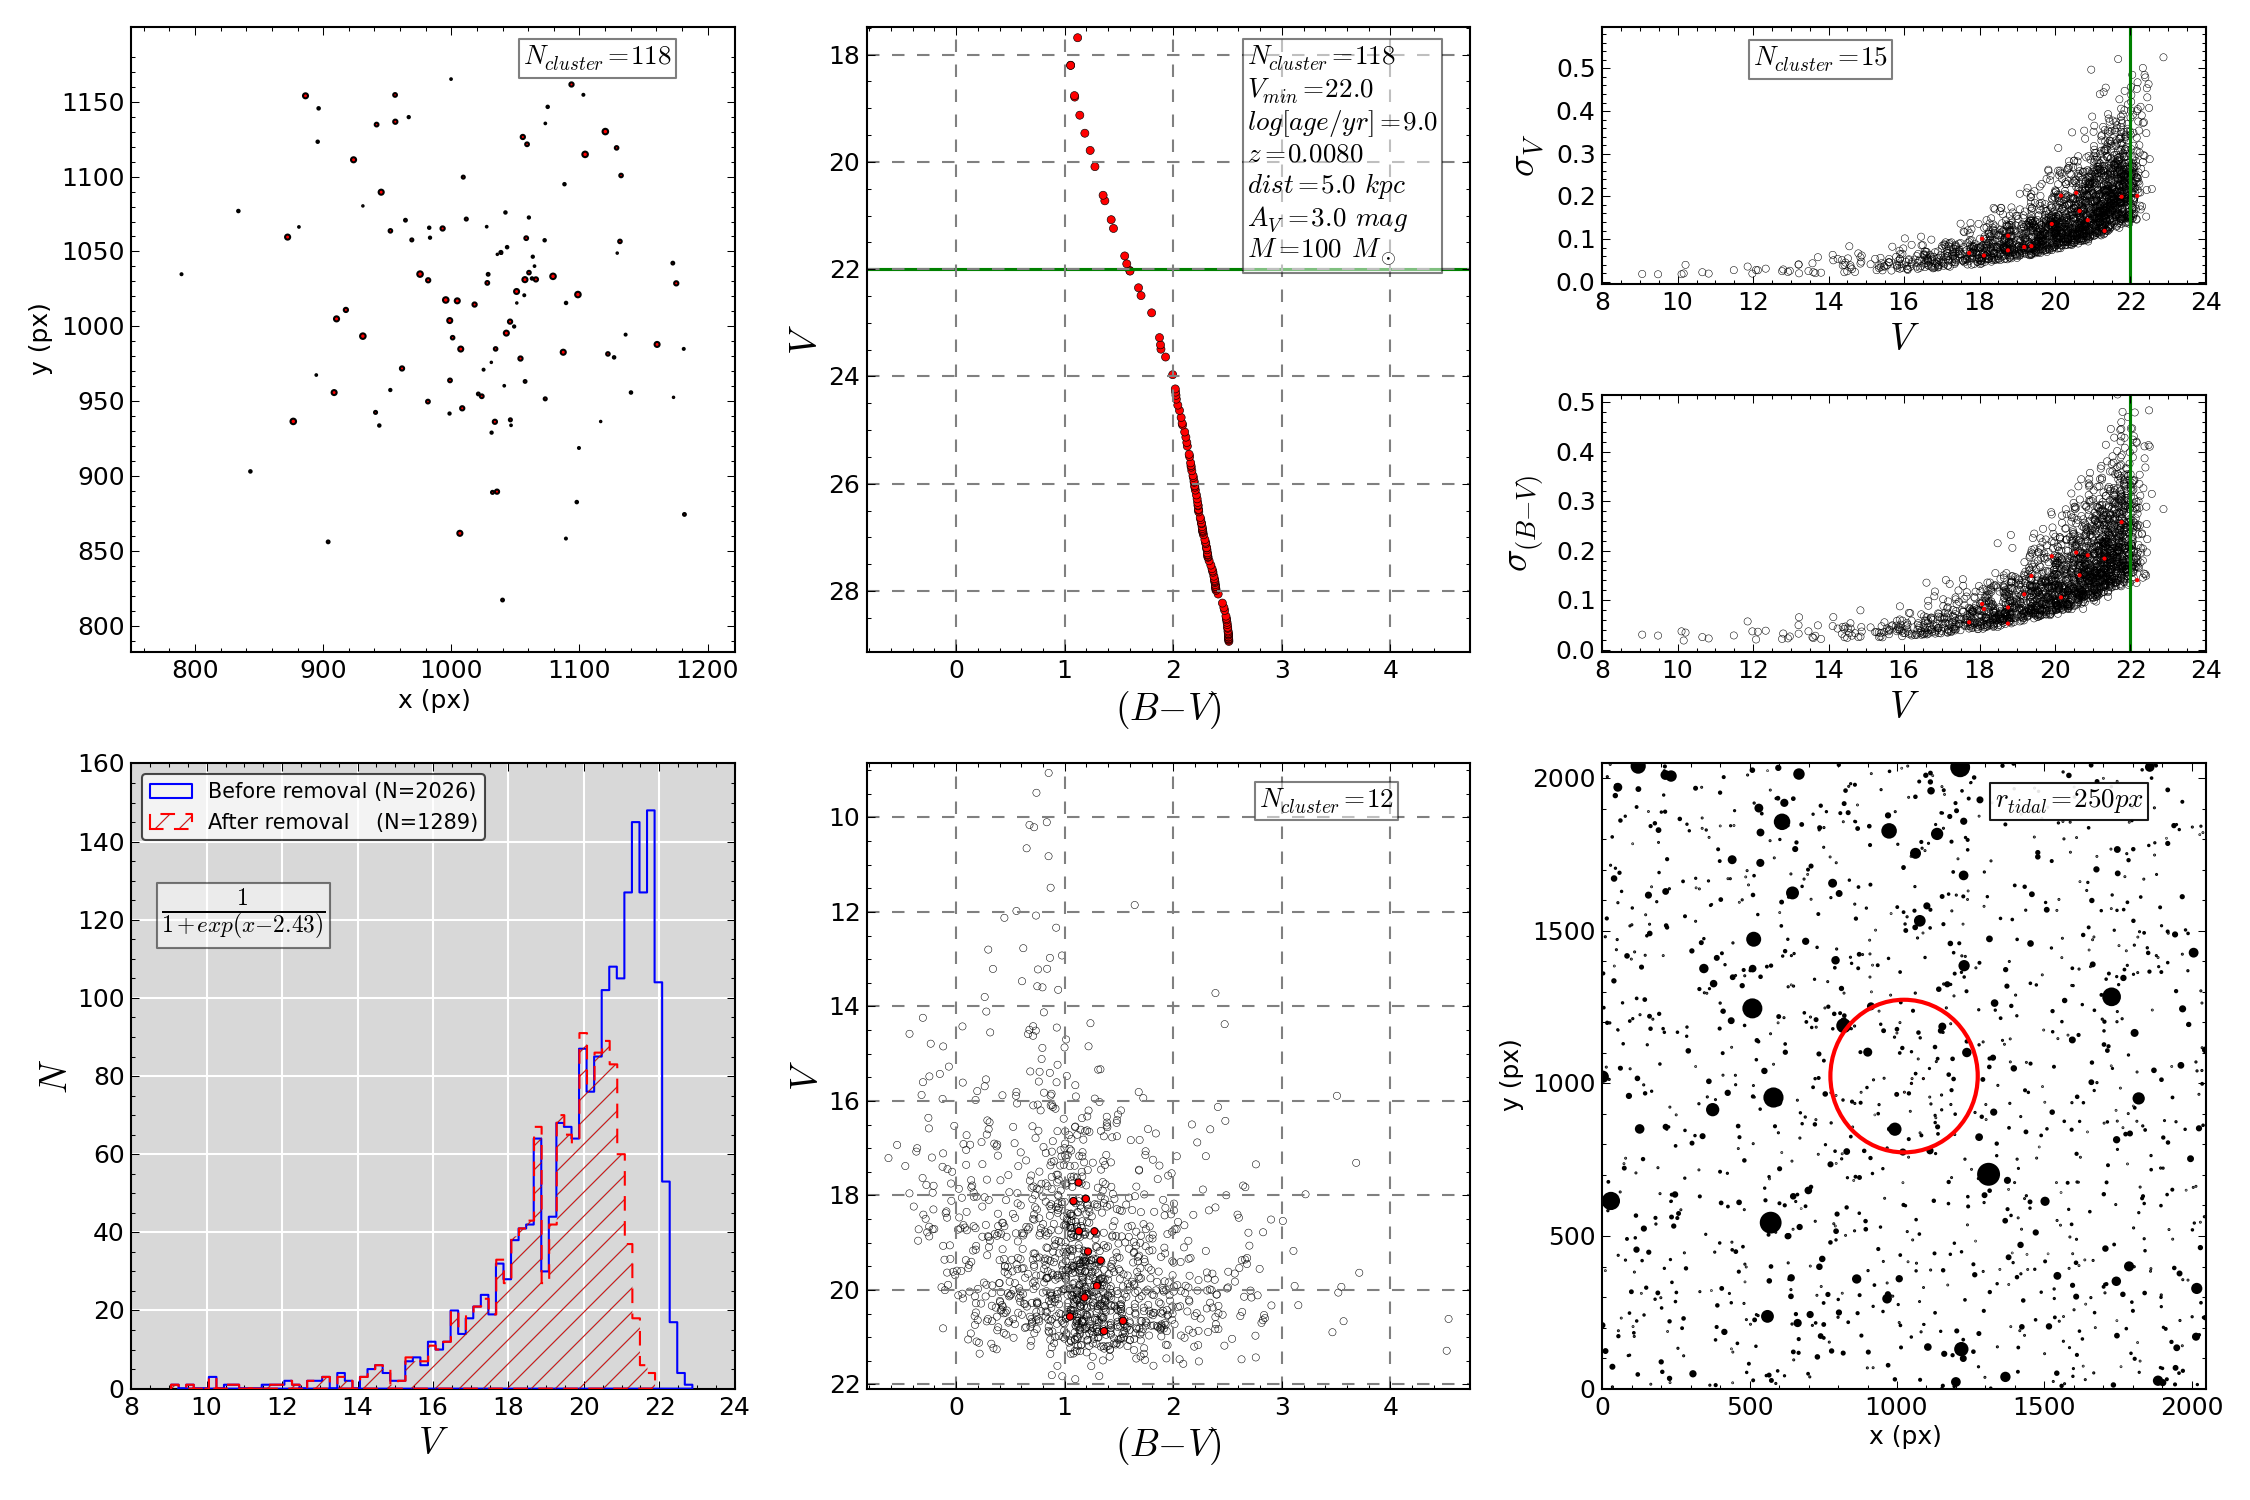 N_cluster=118
1150
1100
1050
1000
950
900
850
800
y (px)
800 900 1000 1100 1200
x (px)
N_cluster=118
V_min=22.0
log[age/yr]=9.0
z=0.0080
dist=5.0 kpc
A_V=3.0 mag
M=100 M_⊙
18
20
22
24
26
28
V
0 1 2 3 4
(B−V)
N_cluster=15
0.5
0.4
0.3
0.2
0.1
0.0
σ_V
8 10 12 14 16 18 20 22 24
V
0.5
0.4
0.3
0.2
0.1
0.0
σ_(B−V)
8 10 12 14 16 18 20 22 24
V
Before removal (N=2026)
After removal (N=1289)
1
1+exp(x−2.43)
160
140
120
100
80
60
40
20
0
N
8 10 12 14 16 18 20 22 24
V
N_cluster=12
10
12
14
16
18
20
22
V
0 1 2 3 4
(B−V)
r_tidal=250px
2000
1500
1000
500
0
y (px)
0 500 1000 1500 2000
x (px)